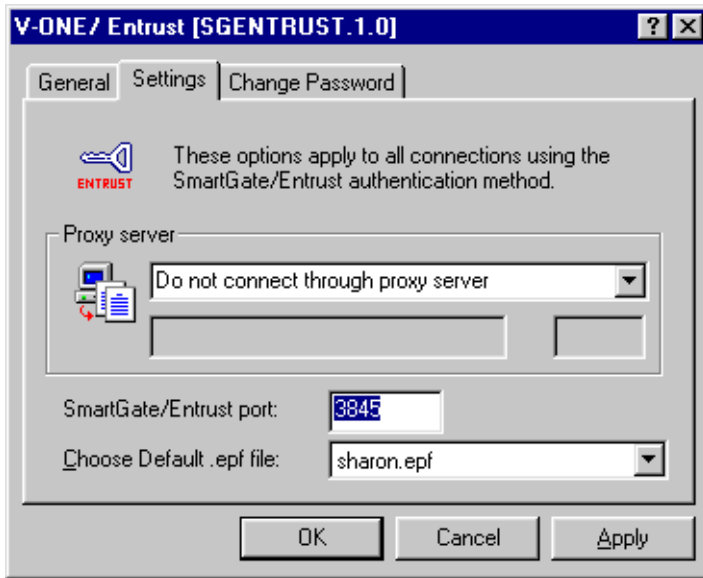 V-ONE/ Entrust [SGENTRUST.1.0]
General Settings Change Password
ENTRUST
These options apply to all connections using the
SmartGate/Entrust authentication method.
Proxy server
Do not connect through proxy server
SmartGate/Entrust port: 3845
Choose Default .epf file: sharon.epf
OK Cancel Apply